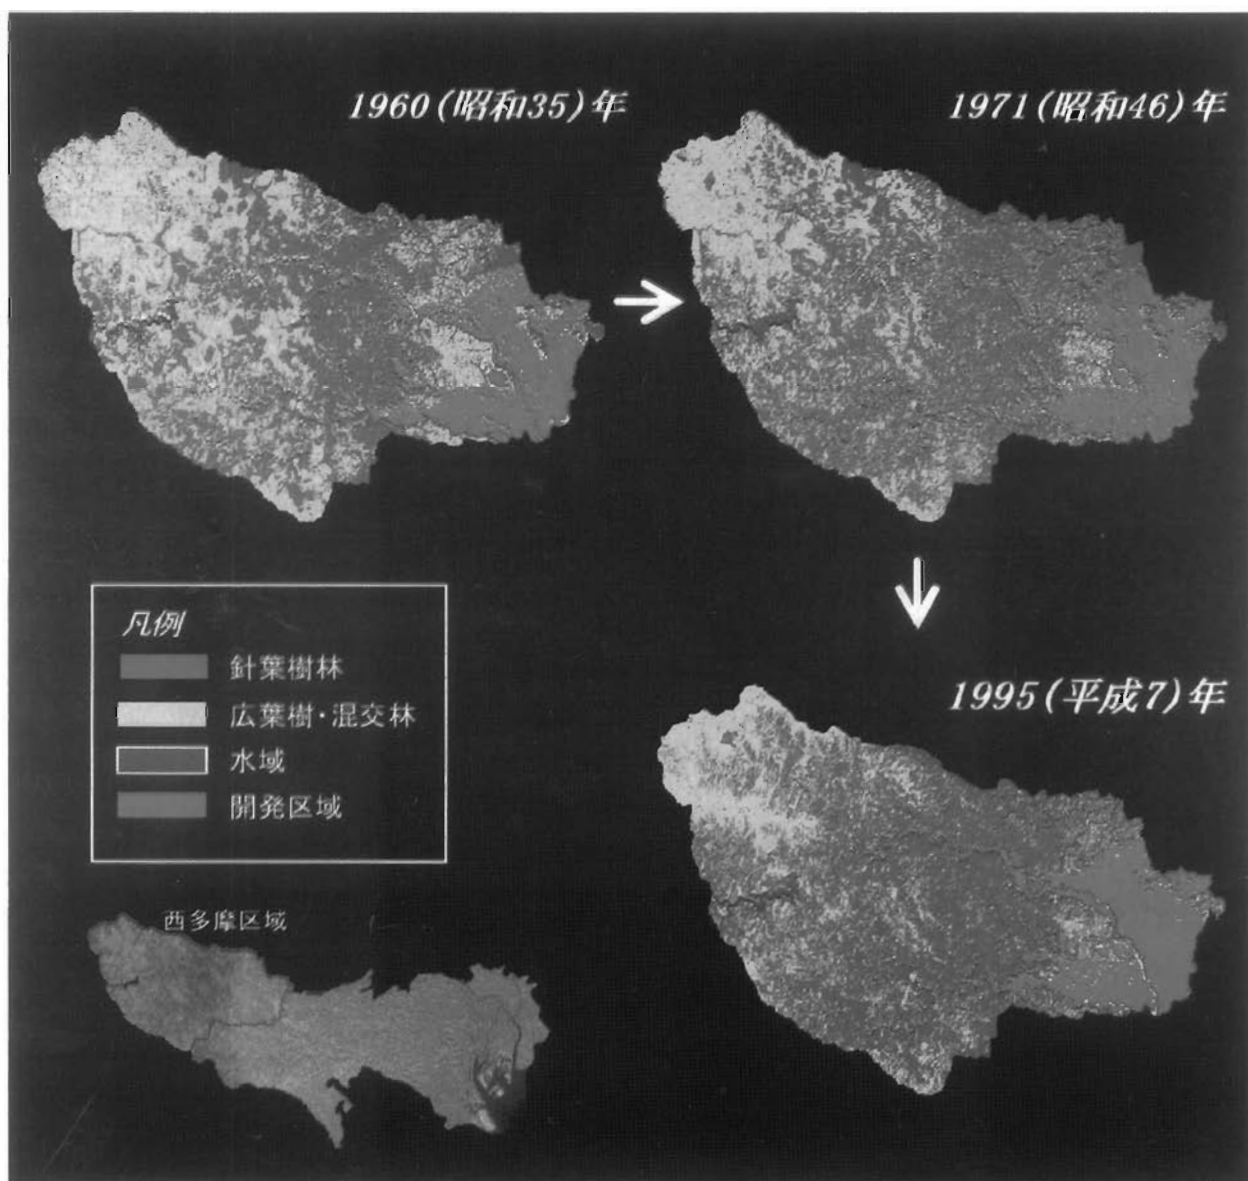 1960(昭和35)年
1971(昭和46)年
凡例
針葉樹林
広葉樹・混交林
水域
開発区域
1995(平成7)年
西多摩区域